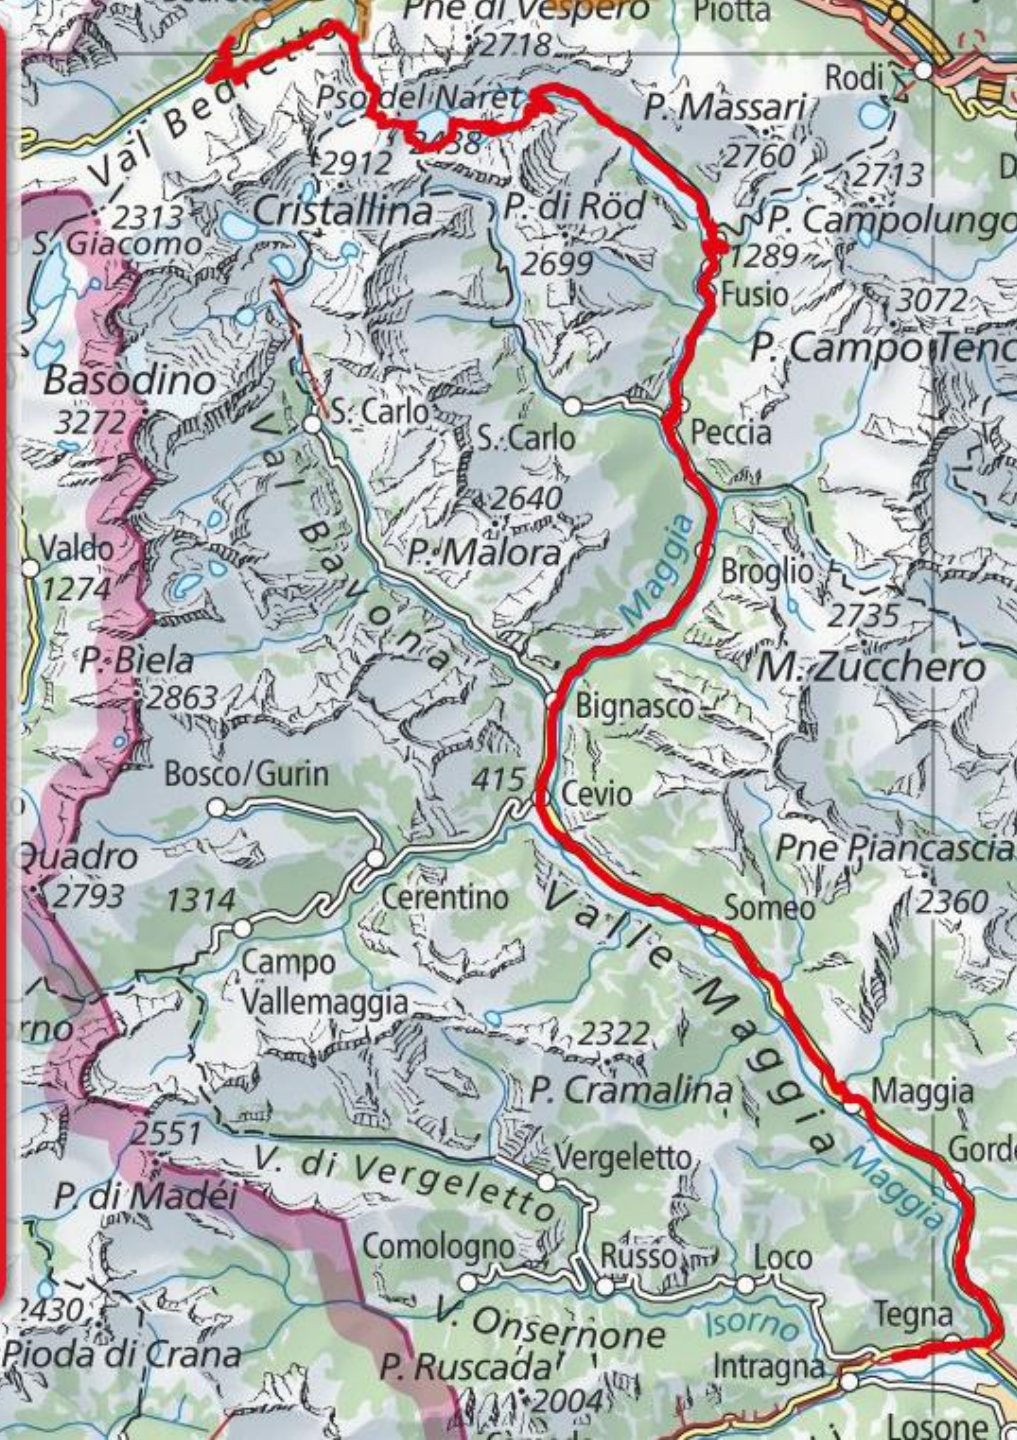 Pne di Vespero
Piotta
2718
Rodi
Pso del Naret
P. Massari
Val Bedretto
2438
2912
2760
2713
Cristallina
P. di Röd
P. Campolungo
2313
S. Giacomo
2699
1289
Fusio
3072
P. Campo Tenc
Basòdino
3272
S. Carlo
S. Carlo
Peccia
Val Bavona
2640
P. Malora
Valdo
1274
Maggia
Broglio
2735
P. Biela
2863
M. Zucchero
Bignasco
Bosco/Gurin
415
Cevio
Quadro
2793
1314
Cerentino
Pne Piancascia
2360
Valle Maggia
Someo
Campo
Vallemaggia
rno
2322
P. Cramalina
Maggia
2551
V. di Vergeletto
Vergeletto
Maggia
Gord
P. di Madéi
Comologno
Russo
Loco
2430
V. Onsernone
Isorno
Tegna
Pioda di Crana
P. Ruscada
Intragna
2004
Losone